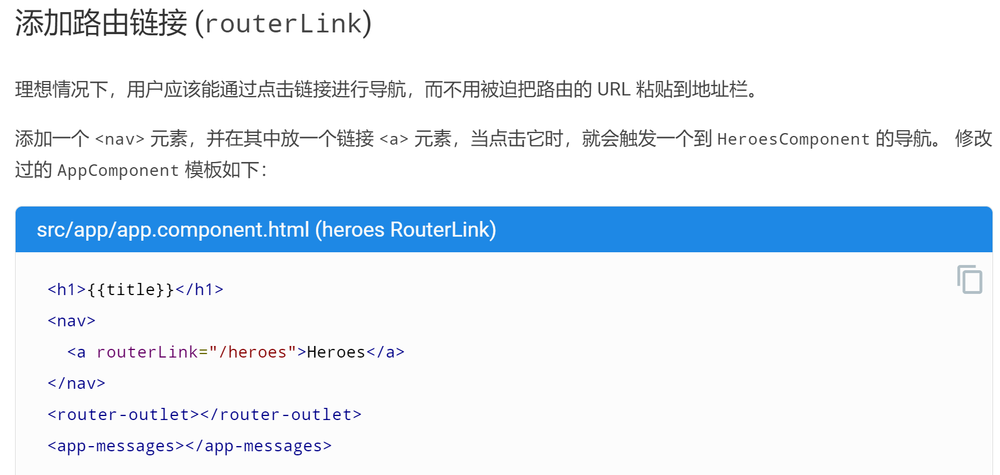 添加路由链接 (routerLink)
理想情况下，用户应该能通过点击链接进行导航，而不用被迫把路由的 URL 粘贴到地址栏。
添加一个 <nav> 元素，并在其中放一个链接 <a> 元素，当点击它时，就会触发一个到 HeroesComponent 的导航。 修改
过的 AppComponent 模板如下：
src/app/app.component.html (heroes RouterLink)
<h1>{{title}}</h1>
<nav>
  <a routerLink="/heroes">Heroes</a>
</nav>
<router-outlet></router-outlet>
<app-messages></app-messages>